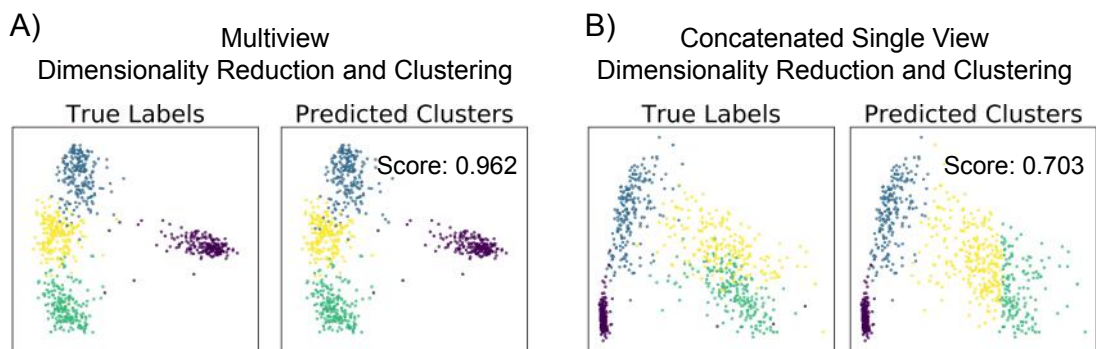 A)
Multiview
Dimensionality Reduction and Clustering
True Labels
Predicted Clusters
Score: 0.962
B)
Concatenated Single View
Dimensionality Reduction and Clustering
True Labels
Predicted Clusters
Score: 0.703